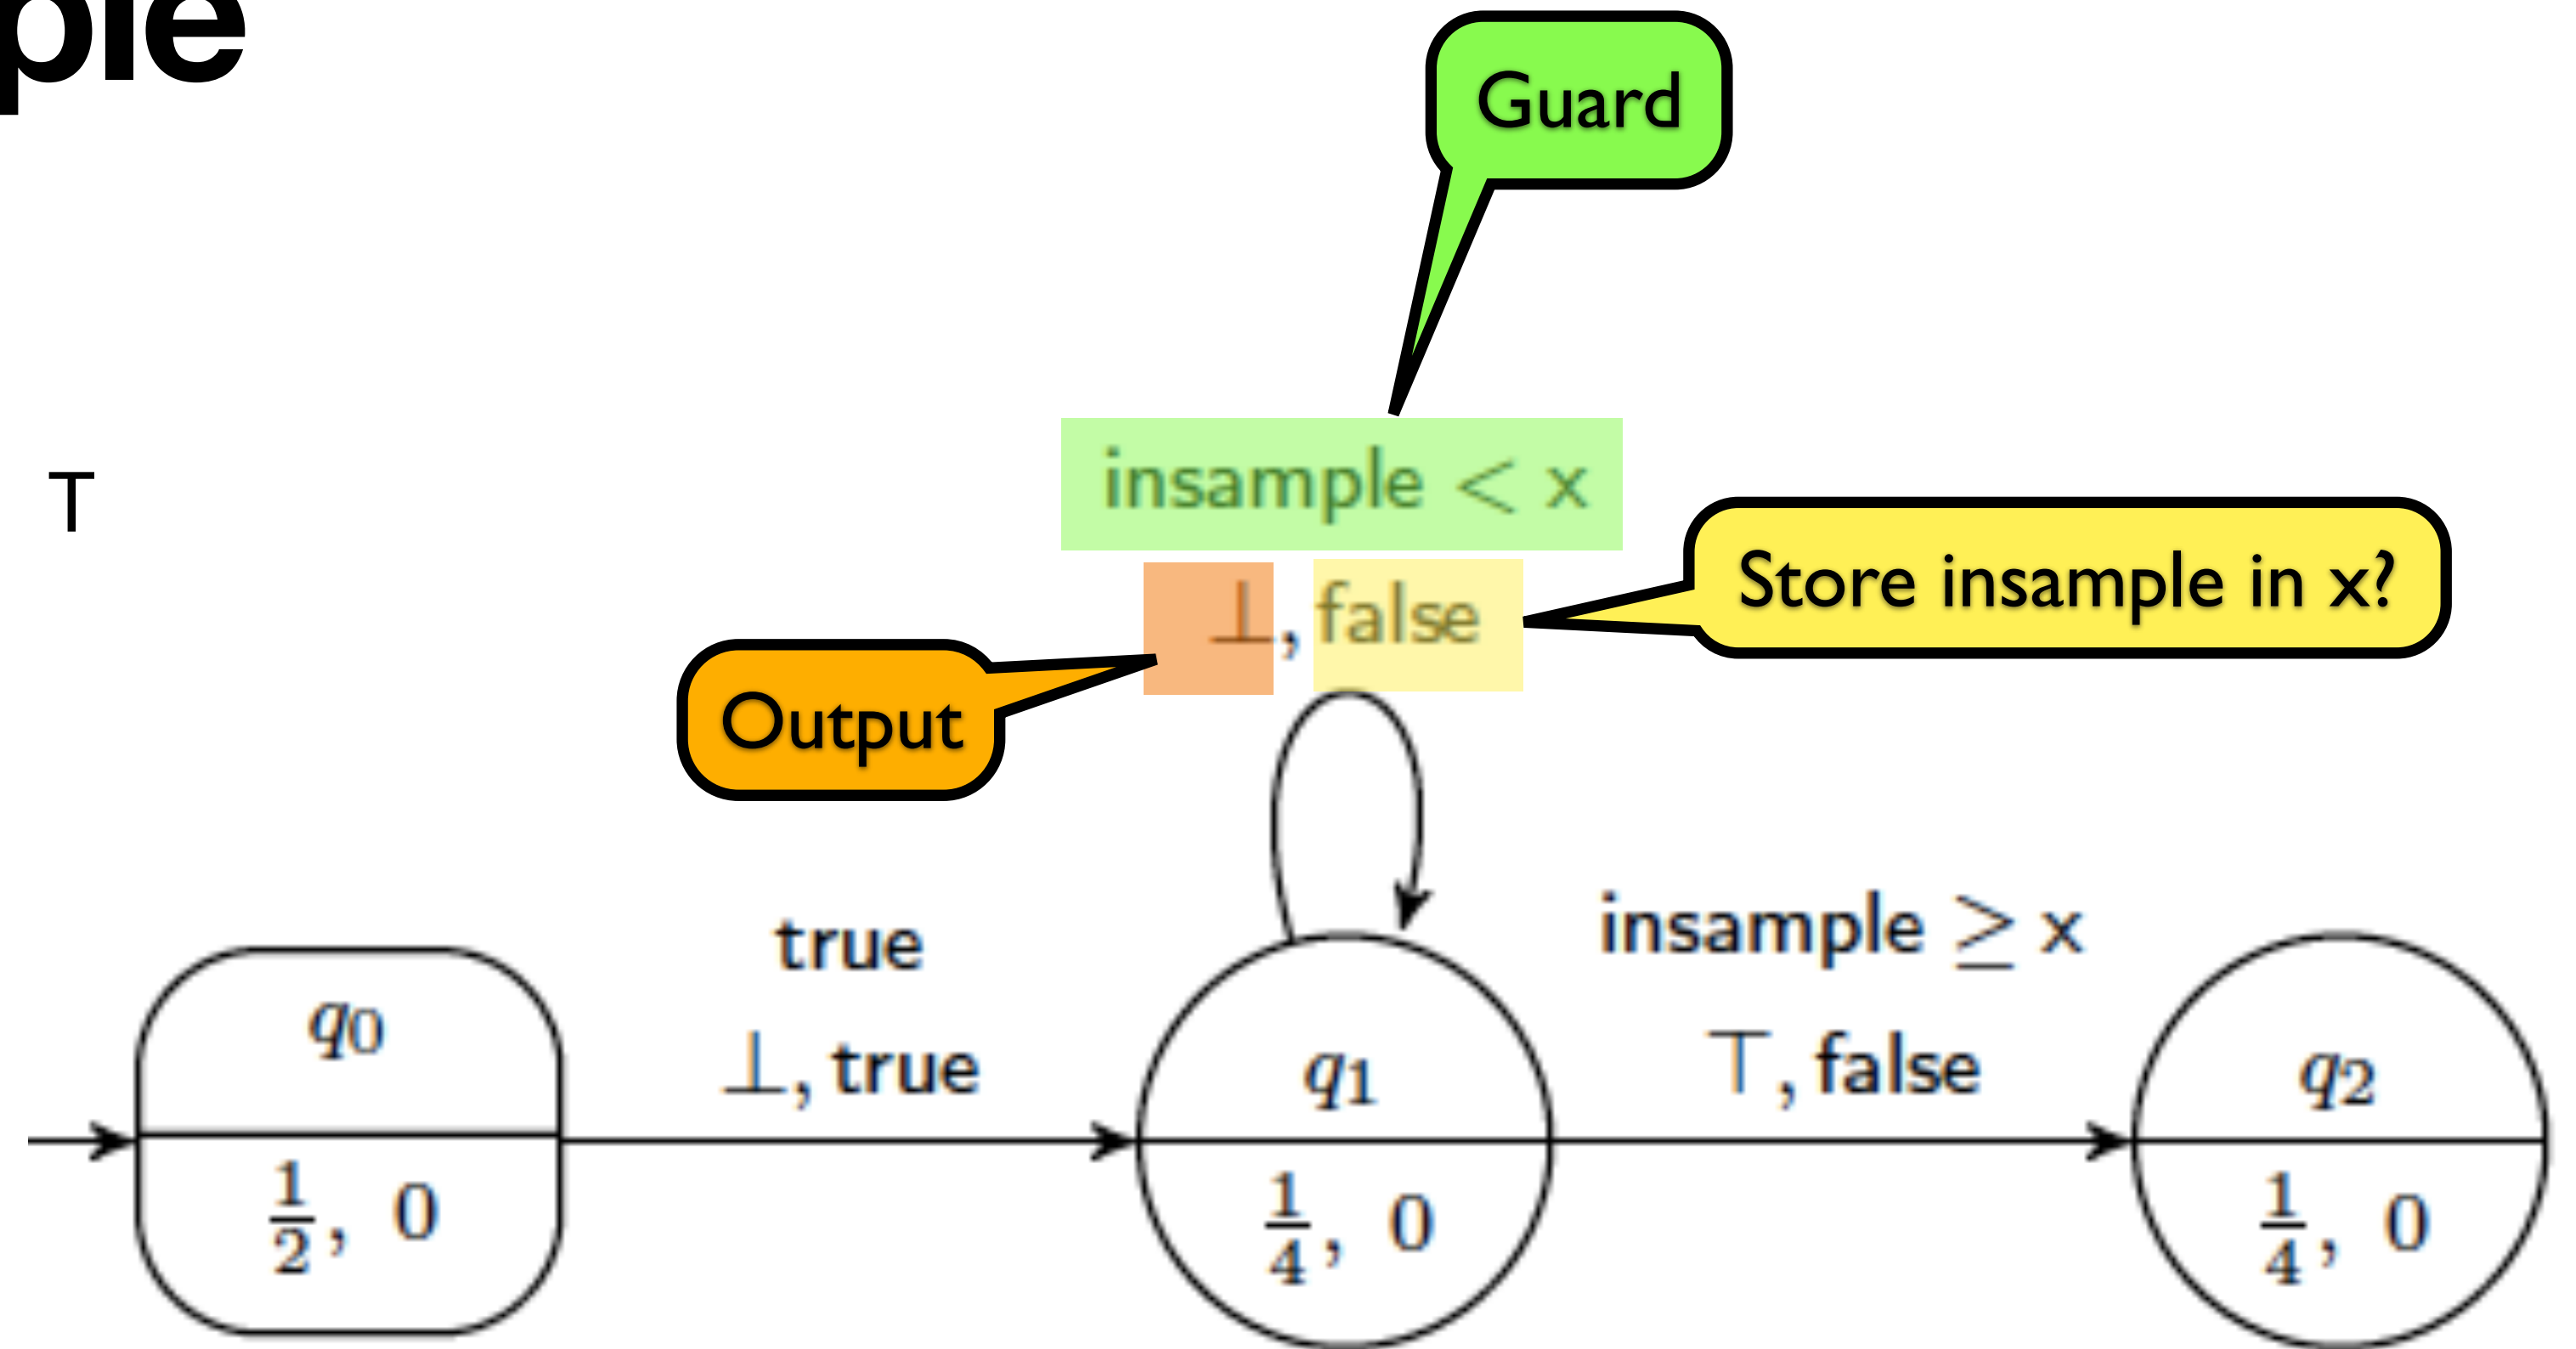 ple
Guard
T
insample < x
⊥, false
Store insample in x?
Output
true
⊥, true
insample ≥ x
⊤, false
q0
1/2, 0
q1
1/4, 0
q2
1/4, 0